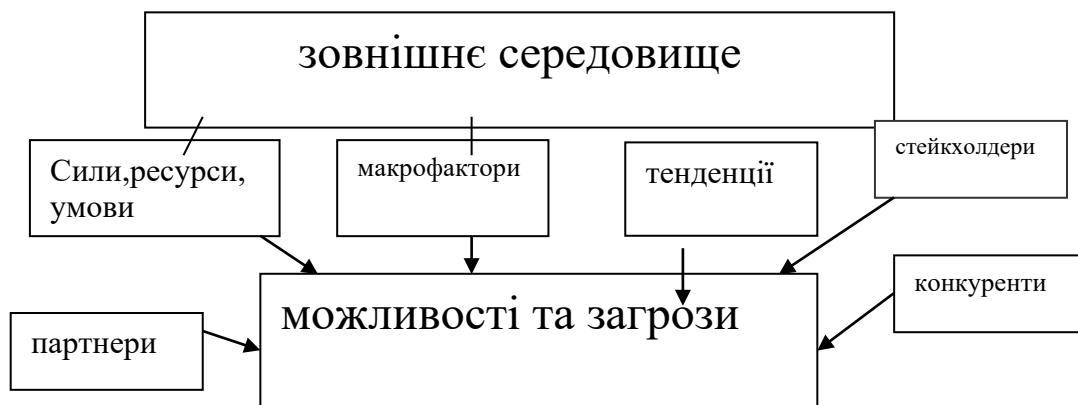 зовнішнє середовище
Сили,ресурси,
умови
макрофактори
тенденції
стейкхолдери
можливості та загрози
партнери
конкуренти